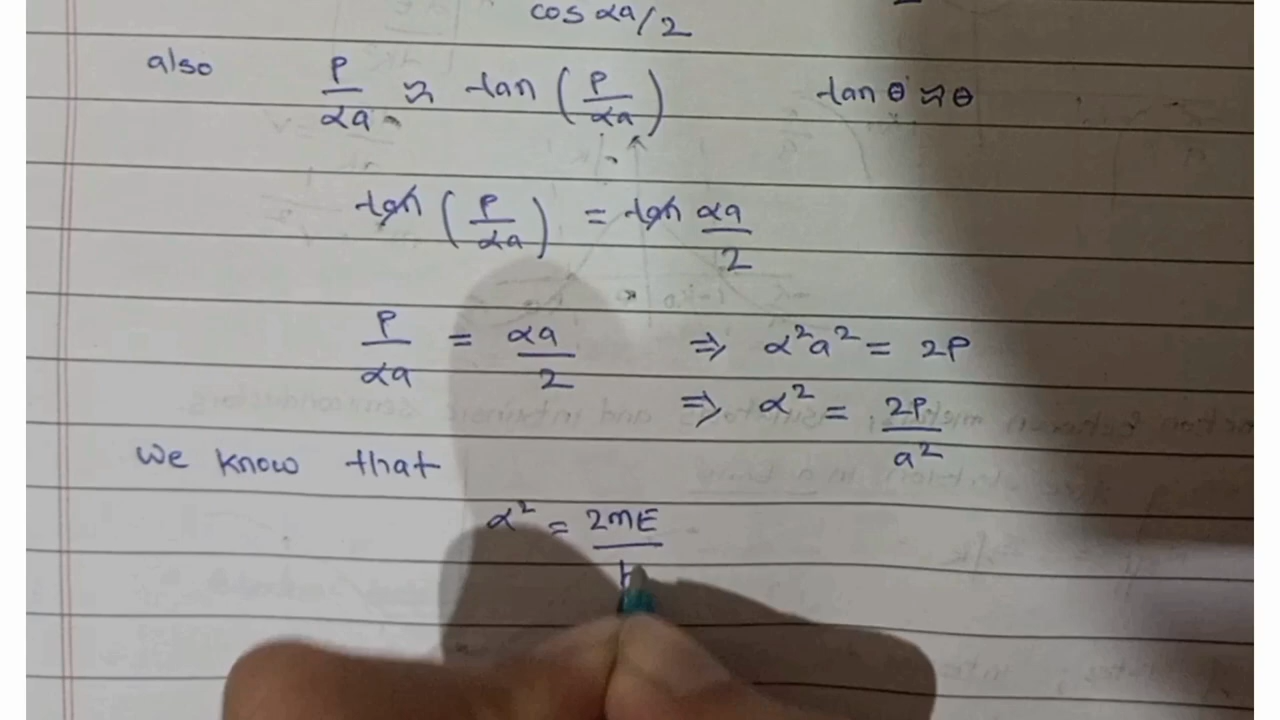 cos αa/2
also P/αa ≈ tan (P/αa) tan θ ≈ θ
tan (P/αa) = tan αa/2
P/αa = αa/2 ⇒ α²a² = 2P
⇒ α² = 2P/a²
we know that
α² = 2mE/